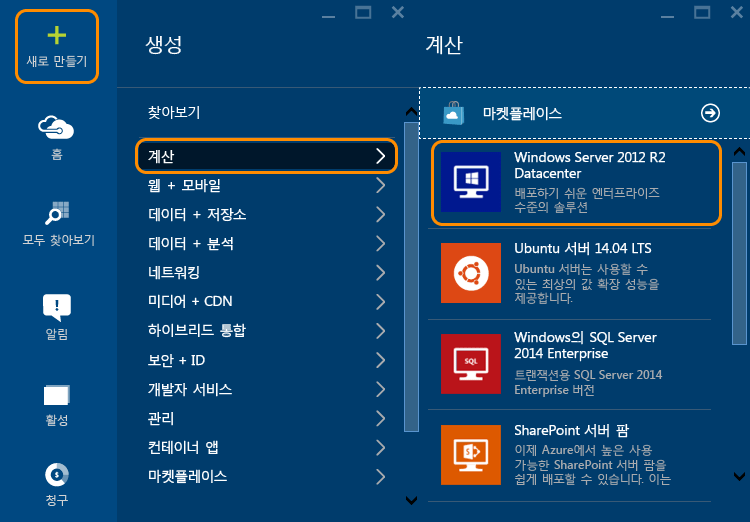 새로 만들기
홈
모두 찾아보기
알림
활성
청구
생성
찾아보기
계산
웹 + 모바일
데이터 + 저장소
데이터 + 분석
네트워킹
미디어 + CDN
하이브리드 통합
보안 + ID
개발자 서비스
관리
컨테이너 앱
마켓플레이스
계산
마켓플레이스
Windows Server 2012 R2
Datacenter
배포하기 쉬운 엔터프라이즈
수준의 솔루션
Ubuntu 서버 14.04 LTS
Ubuntu 서버는 사용할 수
있는 최상의 값 확장 성능을
제공합니다.
SQL
Windows의 SQL Server
2014 Enterprise
트랜잭션용 SQL Server 2014
Enterprise 버전
SharePoint 서버 팜
이제 Azure에서 높은 사용
가능한 SharePoint 서버 팜을
쉽게 배포할 수 있습니다. 이는